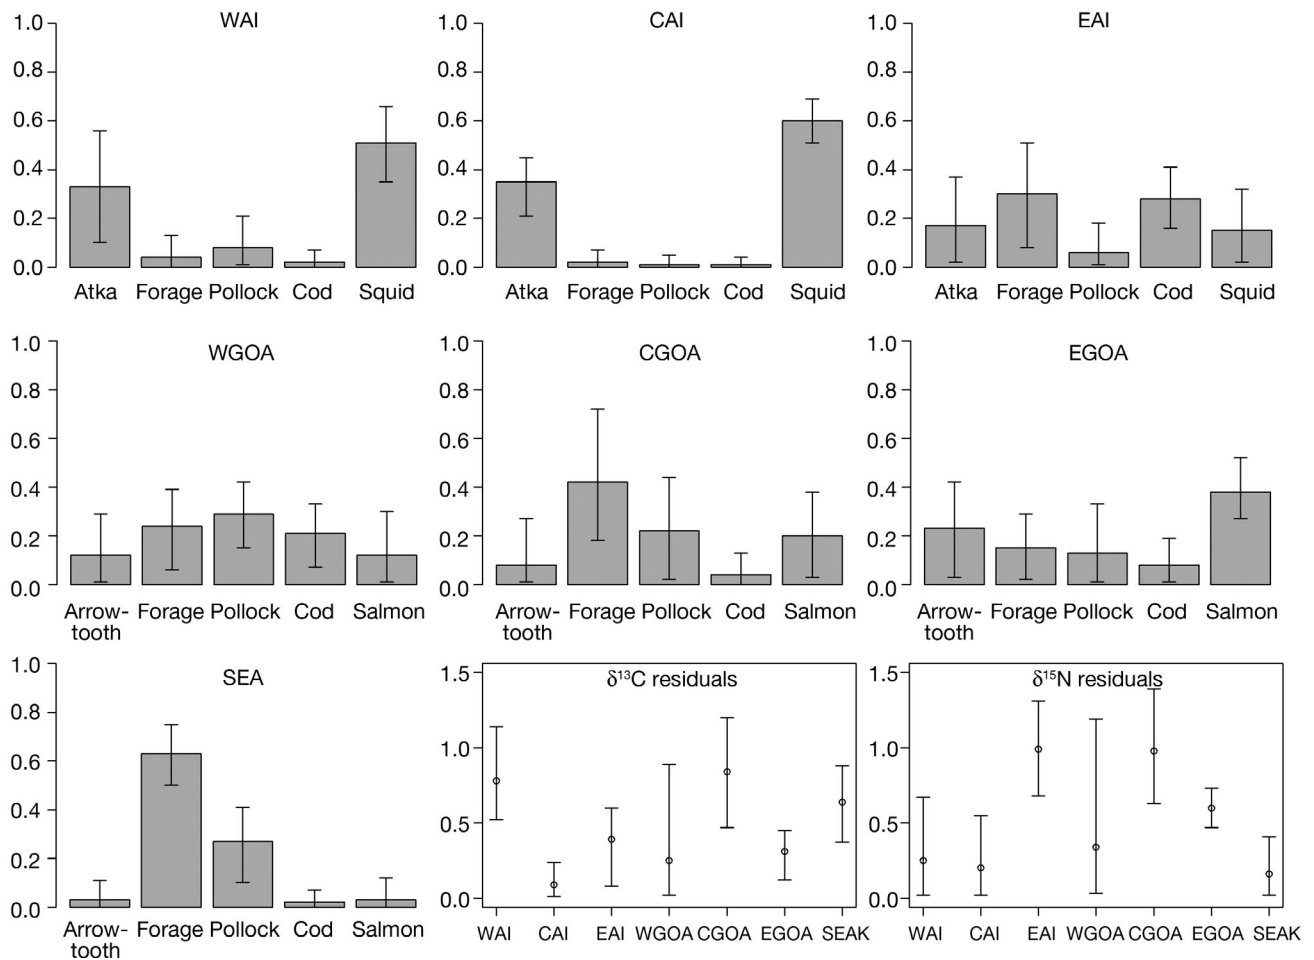 WAI
1.0
0.8
0.6
0.4
0.2
0.0
Atka Forage Pollock Cod Squid
CAI
1.0
0.8
0.6
0.4
0.2
0.0
Atka Forage Pollock Cod Squid
EAI
1.0
0.8
0.6
0.4
0.2
0.0
Atka Forage Pollock Cod Squid
WGOA
1.0
0.8
0.6
0.4
0.2
0.0
Arrow- Forage Pollock Cod Salmon
tooth
CGOA
1.0
0.8
0.6
0.4
0.2
0.0
Arrow- Forage Pollock Cod Salmon
tooth
EGOA
1.0
0.8
0.6
0.4
0.2
0.0
Arrow- Forage Pollock Cod Salmon
tooth
SEA
1.0
0.8
0.6
0.4
0.2
0.0
Arrow- Forage Pollock Cod Salmon
tooth
δ¹³C residuals
1.5
1.0
0.5
0.0
WAI CAI EAI WGOA CGOA EGOA SEAK
δ¹⁵N residuals
1.5
1.0
0.5
0.0
WAI CAI EAI WGOA CGOA EGOA SEAK